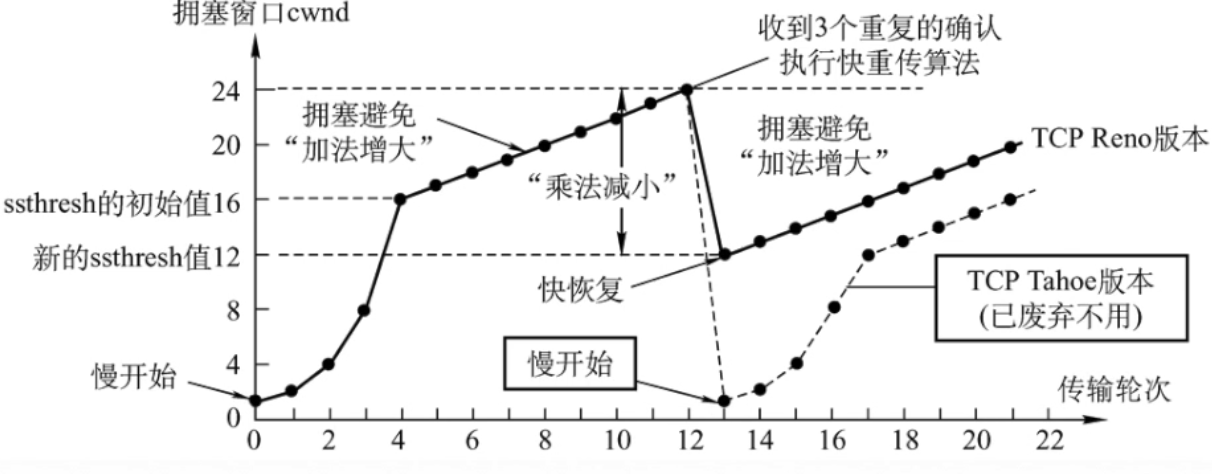 拥塞窗口cwnd
收到3个重复的确认
执行快重传算法
24
拥塞避免
“加法增大”
拥塞避免
“加法增大”
20
TCP Reno版本
“乘法减小”
ssthresh的初始值16
新的ssthresh值12
快恢复
TCP Tahoe版本
(已废弃不用)
8
慢开始
4
慢开始
传输轮次
0
0 2 4 6 8 10 12 14 16 18 20 22